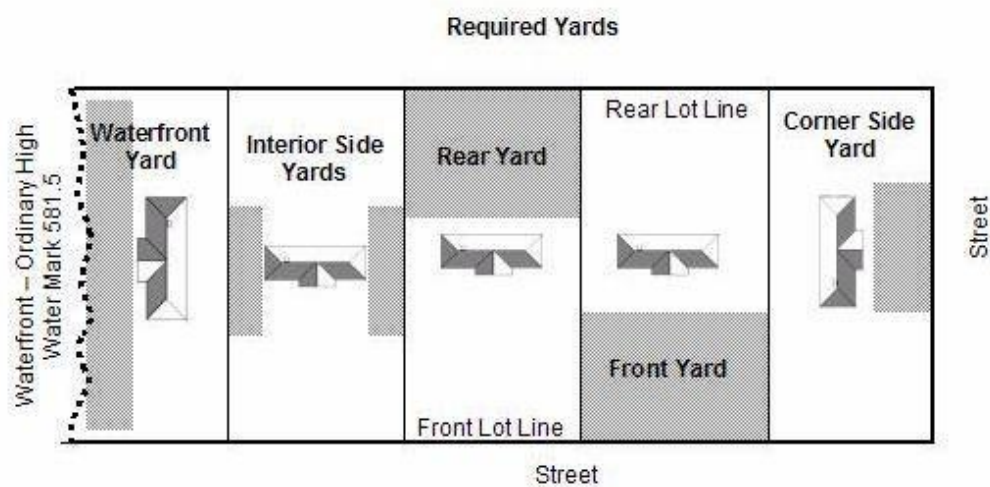 Required Yards
Waterfront – Ordinary High
Water Mark 581.5
Waterfront
Yard
Interior Side
Yards
Rear Yard
Rear Lot Line
Corner Side
Yard
Street
Front Yard
Front Lot Line
Street